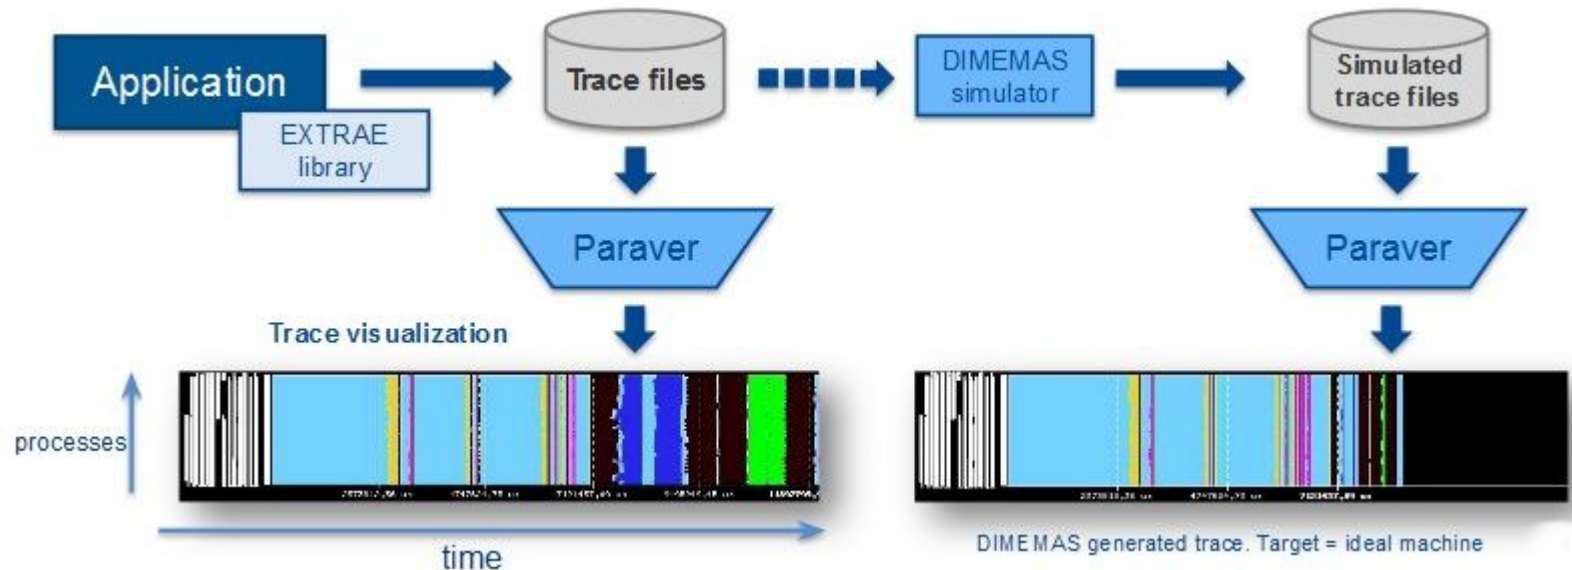 Application
EXTRAE
library
Trace files
DIMEMAS
simulator
Simulated
trace files
Paraver
Paraver
Trace visualization
processes
time
DIMEMAS generated trace. Target = ideal machine